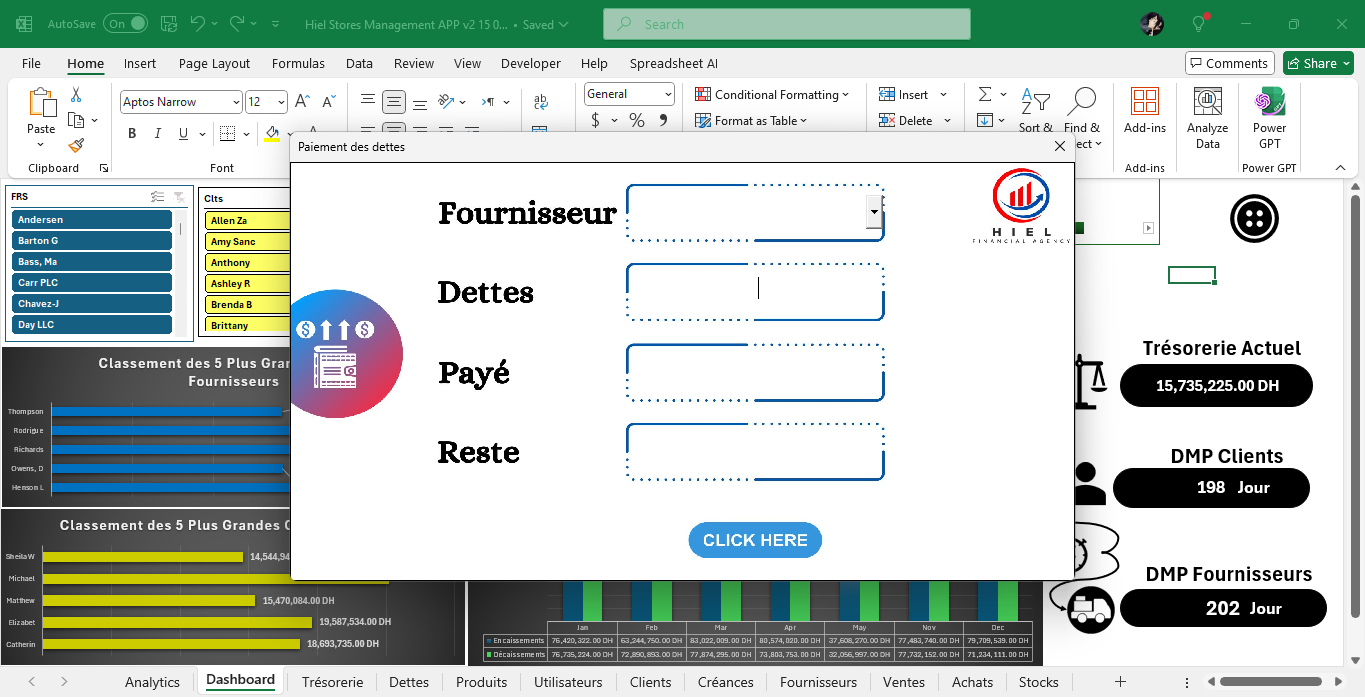 AutoSave On Hiel Stores Management APP v2 15 0... • Saved Search
File Home Insert Page Layout Formulas Data Review View Developer Help Spreadsheet AI Comments Share
Paste
Clipboard
Aptos Narrow 12
B I U
Font
ab
General
$ %
Conditional Formatting
Format as Table
Insert
Delete
Sort &
Find &
ect
Add-ins
Add-ins
Analyze
Data
Power
GPT
Power GPT
Paiement des dettes
Fournisseur
Dettes
Payé
Reste
CLICK HERE
HIEL
FINANCIAL AGENCY
FRS
Andersen
Barton G
Bass, Ma
Carr PLC
Chavez-J
Day LLC
Clts
Allen Za
Amy Sanc
Anthony
Ashley R
Brenda B
Brittany
Classement des 5 Plus Gran
Fournisseurs
Thompson
Rodrigue
Richards
Owens, D
Henson L
Classement des 5 Plus Grandes C
Sheila W 14,544,94
Michael
Matthew 15,470,084.00 DH
Elizabet 19,587,534.00 DH
Catherin 18,693,735.00 DH
Jan Feb Mar Apr May Nov Dec
Encaissements 76,420,322.00 DH 63,244,750.00 DH 83,022,009.00 DH 80,574,020.00 DH 37,608,270.00 DH 77,483,740.00 DH 79,709,539.00 DH
Décaissements 76,735,224.00 DH 72,890,893.00 DH 77,874,295.00 DH 73,803,753.00 DH 32,056,997.00 DH 77,732,152.00 DH 71,234,111.00 DH
Trésorerie Actuel
15,735,225.00 DH
DMP Clients
198 Jour
DMP Fournisseurs
202 Jour
Analytics Dashboard Trésorerie Dettes Produits Utilisateurs Clients Créances Fournisseurs Ventes Achats Stocks